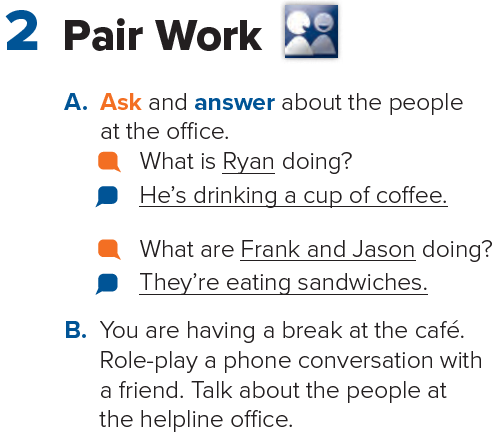 2 Pair Work
A. Ask and answer about the people
at the office.
What is Ryan doing?
He's drinking a cup of coffee.
What are Frank and Jason doing?
They're eating sandwiches.
B. You are having a break at the café.
Role-play a phone conversation with
a friend. Talk about the people at
the helpline office.